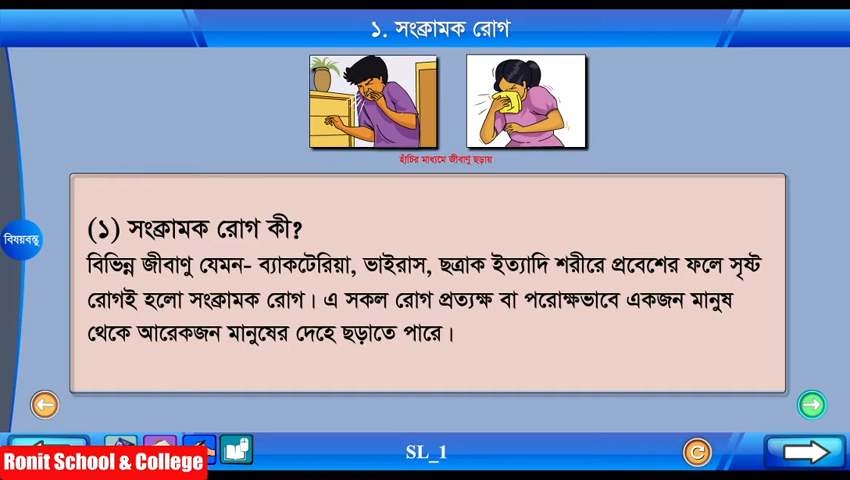 ১. সংক্রামক রোগ
হাঁচির মাধ্যমে জীবাণু ছড়ায়
(১) সংক্রামক রোগ কী?
বিভিন্ন জীবাণু যেমন- ব্যাকটেরিয়া, ভাইরাস, ছত্রাক ইত্যাদি শরীরে প্রবেশের ফলে সৃষ্ট
রোগই হলো সংক্রামক রোগ। এ সকল রোগ প্রত্যক্ষ বা পরোক্ষভাবে একজন মানুষ
থেকে আরেকজন মানুষের দেহে ছড়াতে পারে।
বিষয়বস্তু
SL_1
Ronit School & College